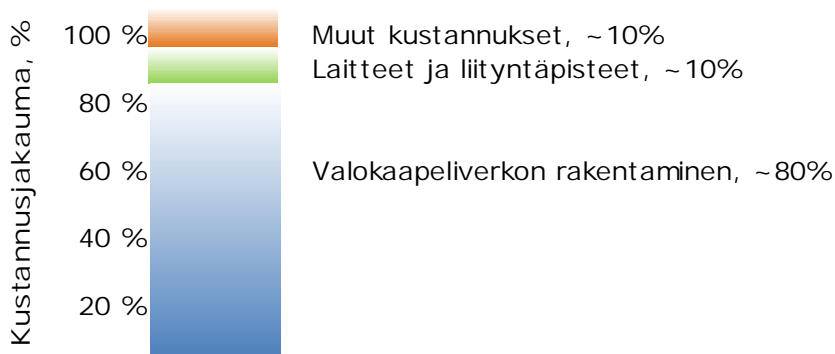 Kustannusjakauma, %
100 %
80 %
60 %
40 %
20 %
Muut kustannukset, ~10%
Laitteet ja liityntäpisteet, ~10%
Valokaapeliverkon rakentaminen, ~80%